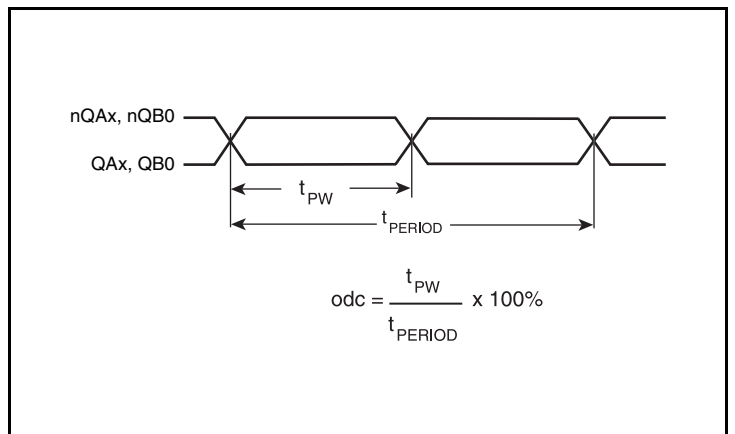 nQAx, nQB0
QAx, QB0
tPW
tPERIOD
odc = tPW / tPERIOD x 100%